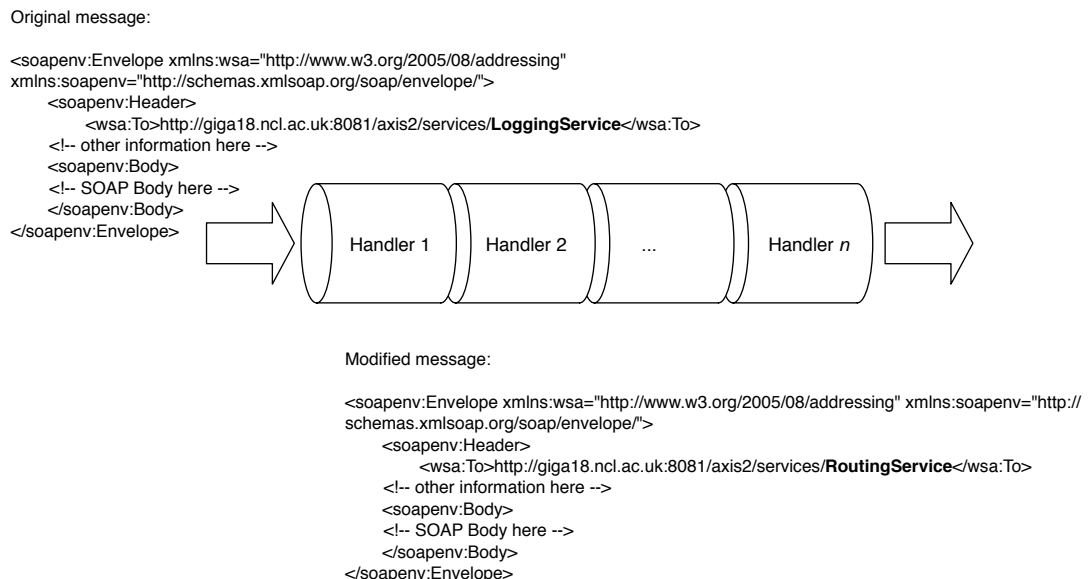 Original message:
<soapenv:Envelope xmlns:wsa="http://www.w3.org/2005/08/addressing"
xmlns:soapenv="http://schemas.xmlsoap.org/soap/envelope/">
<soapenv:Header>
<wsa:To>http://giga18.ncl.ac.uk:8081/axis2/services/LoggingService</wsa:To>
<!-- other information here -->
<soapenv:Body>
<!-- SOAP Body here -->
</soapenv:Body>
</soapenv:Envelope>
Handler 1
Handler 2
...
Handler n
Modified message:
<soapenv:Envelope xmlns:wsa="http://www.w3.org/2005/08/addressing" xmlns:soapenv="http://
schemas.xmlsoap.org/soap/envelope/">
<soapenv:Header>
<wsa:To>http://giga18.ncl.ac.uk:8081/axis2/services/RoutingService</wsa:To>
<!-- other information here -->
<soapenv:Body>
<!-- SOAP Body here -->
</soapenv:Body>
</soapenv:Envelope>